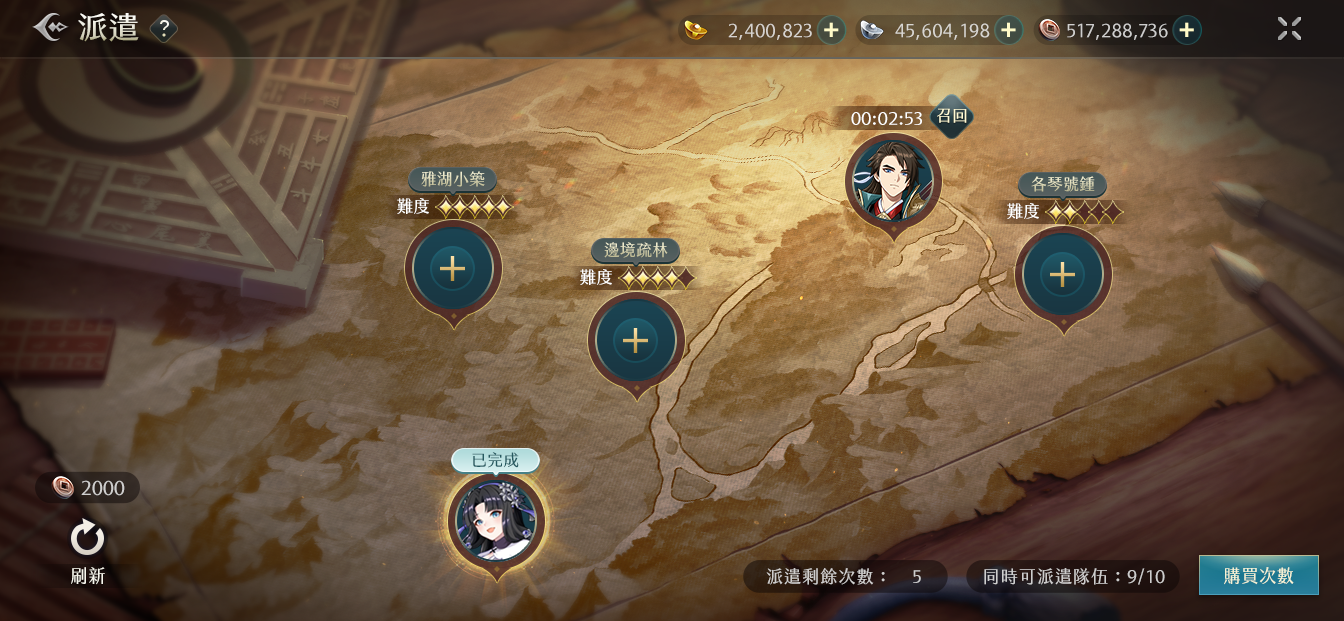 派遣 ?
2,400,823
45,604,198
517,288,736
00:02:53
召回
雅湖小築
難度
各琴號鍾
難度
邊境疏林
難度
已完成
2000
刷新
派遣剩餘次數： 5
同時可派遣隊伍：9/10
購買次數